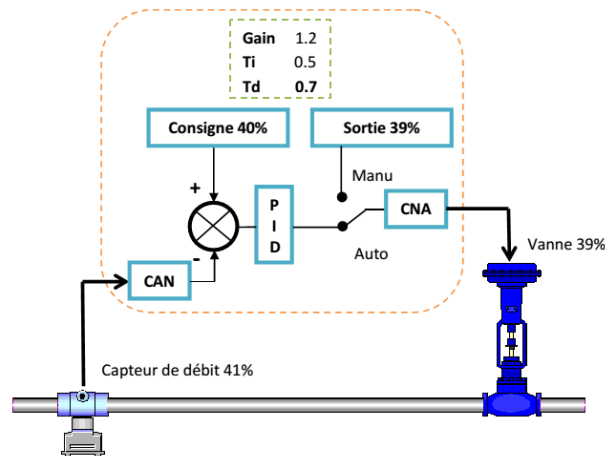 Gain 1.2
Ti 0.5
Td 0.7
Consigne 40%
Sortie 39%
+
Manu
P
I
D
CNA
Auto
Vanne 39%
-
CAN
Capteur de débit 41%